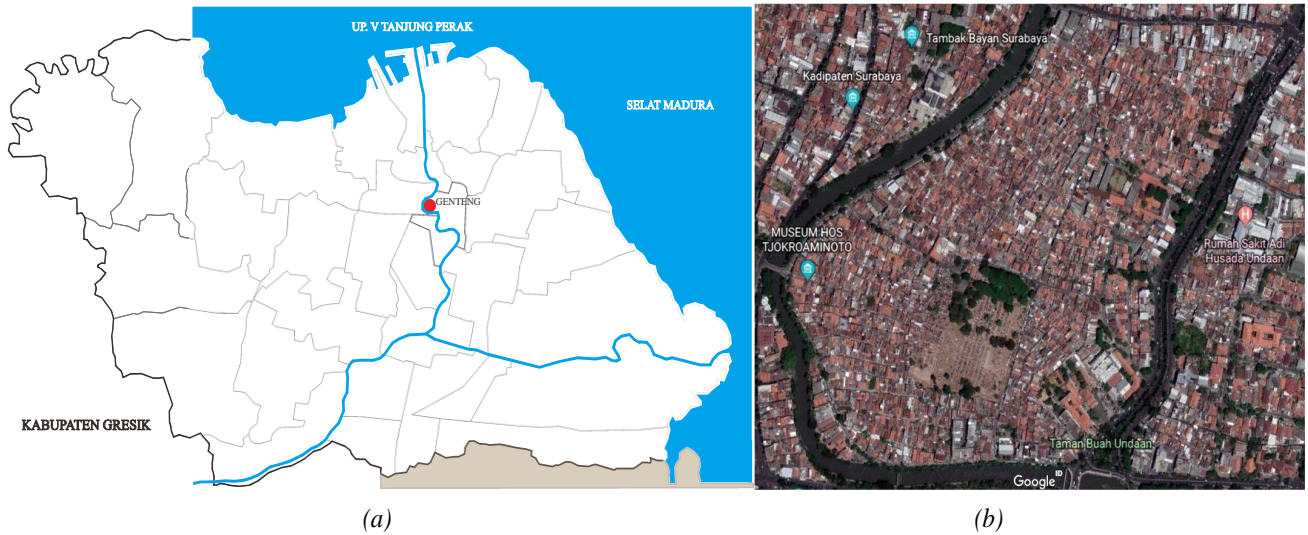 UP. V TANJUNG PERAK
SELAT MADURA
GENTENG
KABUPATEN GRESIK
(a)
Tambak Bayan Surabaya
Kadipaten Surabaya
MUSEUM HOS
TJOKROAMINOTO
H
Rumah Sakit Adi
Husada Undaan
Taman Buah Undaan
Google
ID
(b)